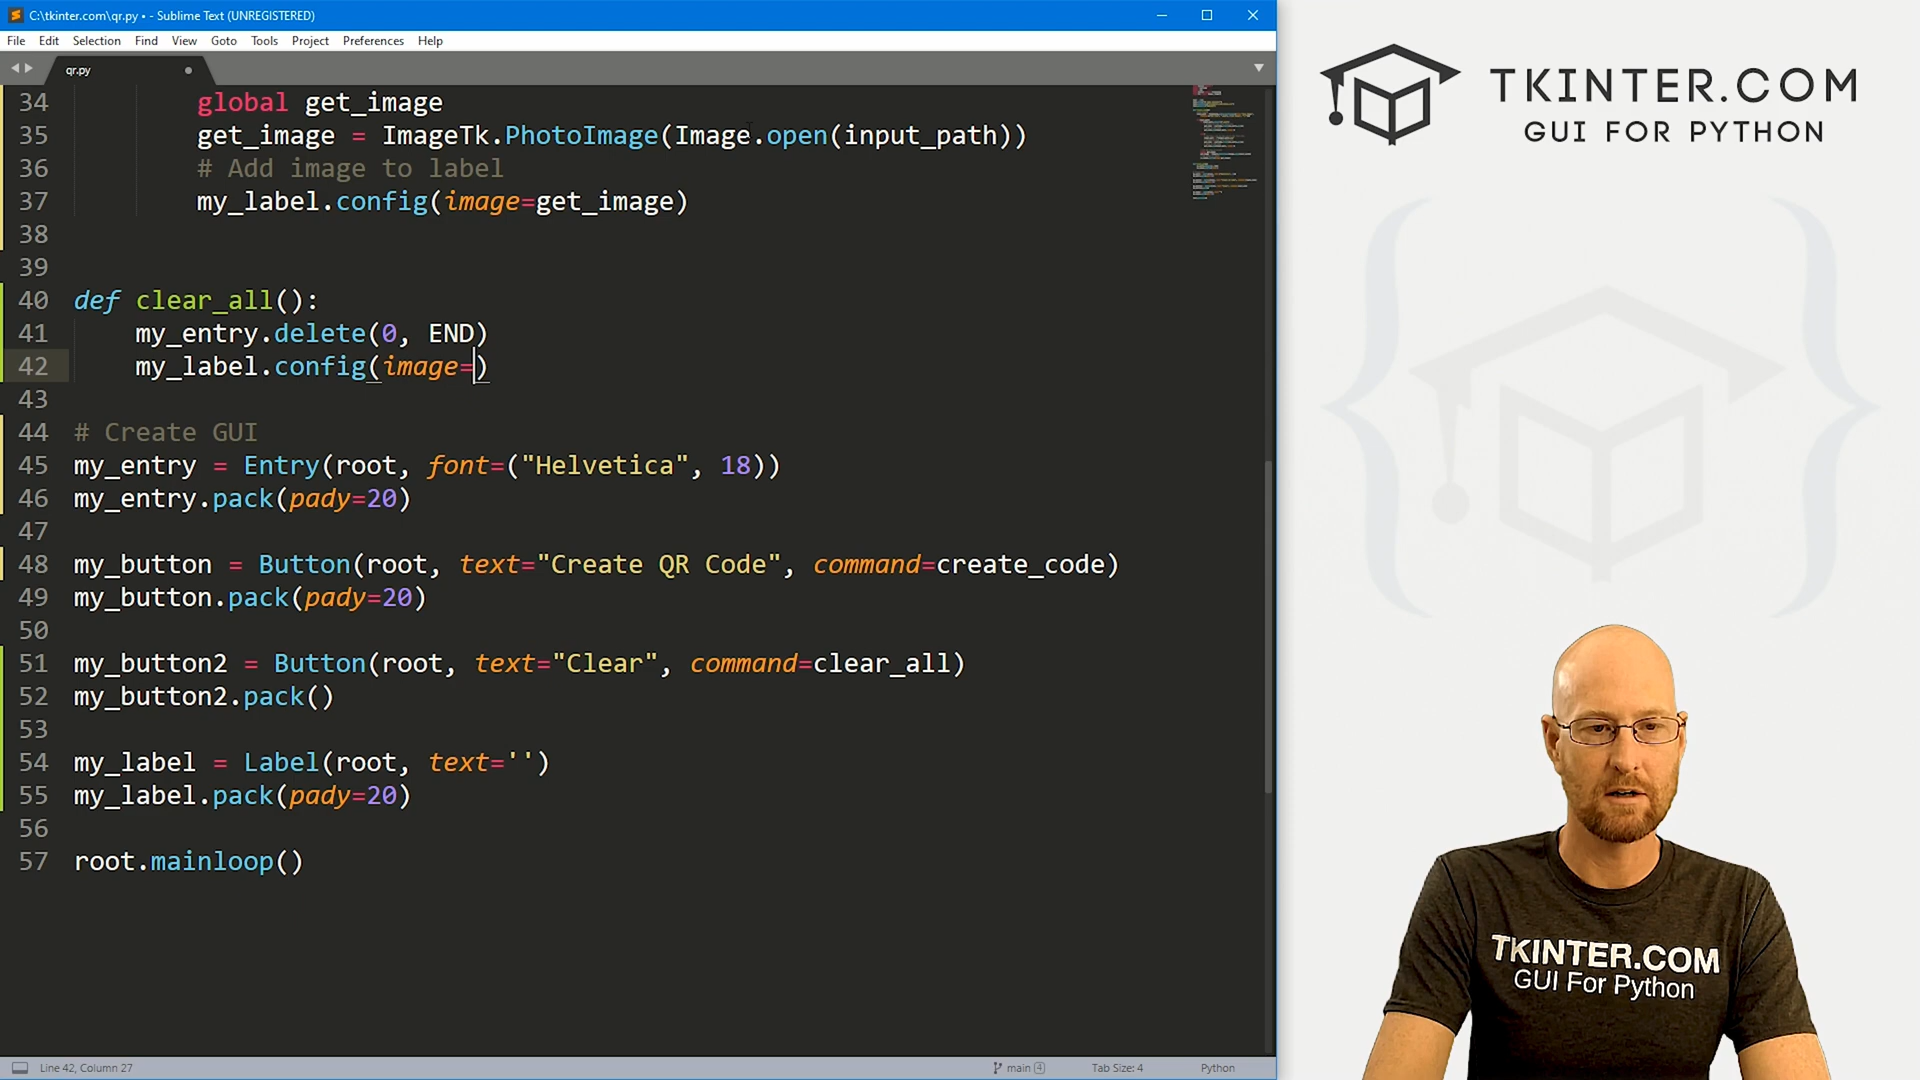 C:\tkinter.com\qr.py • - Sublime Text (UNREGISTERED)
File Edit Selection Find View Goto Tools Project Preferences Help
qr.py
34 global get_image
35 get_image = ImageTk.PhotoImage(Image.open(input_path))
36 # Add image to label
37 my_label.config(image=get_image)
38
39
40 def clear_all():
41 my_entry.delete(0, END)
42 my_label.config(image=)
43
44 # Create GUI
45 my_entry = Entry(root, font=("Helvetica", 18))
46 my_entry.pack(pady=20)
47
48 my_button = Button(root, text="Create QR Code", command=create_code)
49 my_button.pack(pady=20)
50
51 my_button2 = Button(root, text="Clear", command=clear_all)
52 my_button2.pack()
53
54 my_label = Label(root, text='')
55 my_label.pack(pady=20)
56
57 root.mainloop()
Line 42, Column 27
main 4
Tab Size: 4
Python
TKINTER.COM
GUI FOR PYTHON
TKINTER.COM
GUI For Python